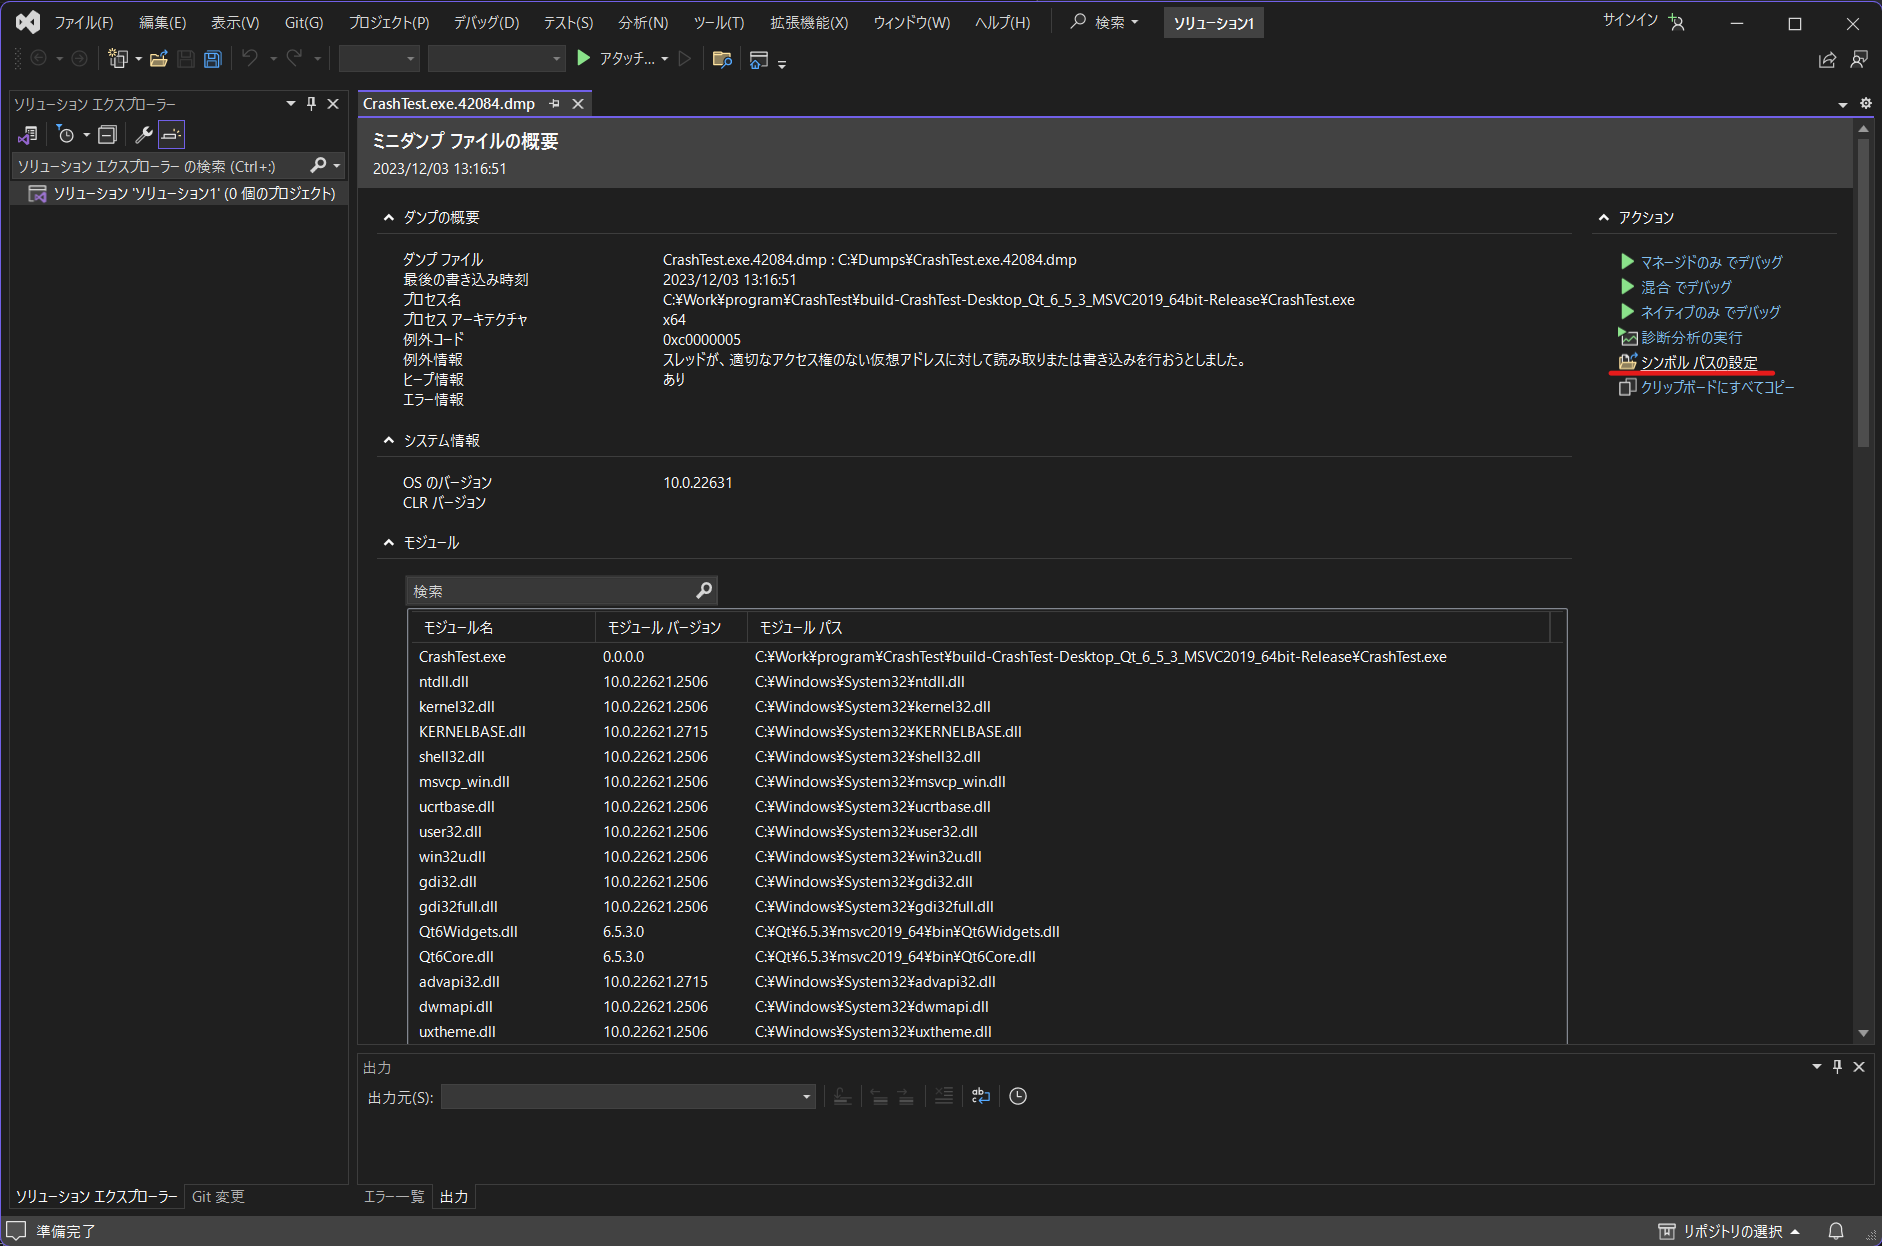 ファイル(F) 編集(E) 表示(V) Git(G) プロジェクト(P) デバッグ(D) テスト(S) 分析(N) ツール(T) 拡張機能(X) ウィンドウ(W) ヘルプ(H) 検索 ソリューション1 サインイン
アタッチ...
ソリューション エクスプローラー
ソリューション エクスプローラー の検索 (Ctrl+:)
ソリューション 'ソリューション1' (0 個のプロジェクト)
CrashTest.exe.42084.dmp
ミニダンプ ファイルの概要
2023/12/03 13:16:51
ダンプの概要
ダンプ ファイル CrashTest.exe.42084.dmp : C:¥Dumps¥CrashTest.exe.42084.dmp
最後の書き込み時刻 2023/12/03 13:16:51
プロセス名 C:¥Work¥program¥CrashTest¥build-CrashTest-Desktop_Qt_6_5_3_MSVC2019_64bit-Release¥CrashTest.exe
プロセス アーキテクチャ x64
例外コード 0xc0000005
例外情報 スレッドが、適切なアクセス権のない仮想アドレスに対して読み取りまたは書き込みを行おうとしました。
ヒープ情報 あり
エラー情報
システム情報
OS のバージョン 10.0.22631
CLR バージョン
モジュール
検索
モジュール名 モジュール バージョン モジュール パス
CrashTest.exe 0.0.0.0 C:¥Work¥program¥CrashTest¥build-CrashTest-Desktop_Qt_6_5_3_MSVC2019_64bit-Release¥CrashTest.exe
ntdll.dll 10.0.22621.2506 C:¥Windows¥System32¥ntdll.dll
kernel32.dll 10.0.22621.2506 C:¥Windows¥System32¥kernel32.dll
KERNELBASE.dll 10.0.22621.2715 C:¥Windows¥System32¥KERNELBASE.dll
shell32.dll 10.0.22621.2506 C:¥Windows¥System32¥shell32.dll
msvcp_win.dll 10.0.22621.2506 C:¥Windows¥System32¥msvcp_win.dll
ucrtbase.dll 10.0.22621.2506 C:¥Windows¥System32¥ucrtbase.dll
user32.dll 10.0.22621.2506 C:¥Windows¥System32¥user32.dll
win32u.dll 10.0.22621.2506 C:¥Windows¥System32¥win32u.dll
gdi32.dll 10.0.22621.2506 C:¥Windows¥System32¥gdi32.dll
gdi32full.dll 10.0.22621.2506 C:¥Windows¥System32¥gdi32full.dll
Qt6Widgets.dll 6.5.3.0 C:¥Qt¥6.5.3¥msvc2019_64¥bin¥Qt6Widgets.dll
Qt6Core.dll 6.5.3.0 C:¥Qt¥6.5.3¥msvc2019_64¥bin¥Qt6Core.dll
advapi32.dll 10.0.22621.2715 C:¥Windows¥System32¥advapi32.dll
dwmapi.dll 10.0.22621.2506 C:¥Windows¥System32¥dwmapi.dll
uxtheme.dll 10.0.22621.2506 C:¥Windows¥System32¥uxtheme.dll
アクション
マネージドのみ でデバッグ
混合 でデバッグ
ネイティブのみ でデバッグ
診断分析の実行
シンボル パスの設定
クリップボードにすべてコピー
出力
出力元(S):
ソリューション エクスプローラー Git 変更
エラー一覧 出力
準備完了
リポジトリの選択